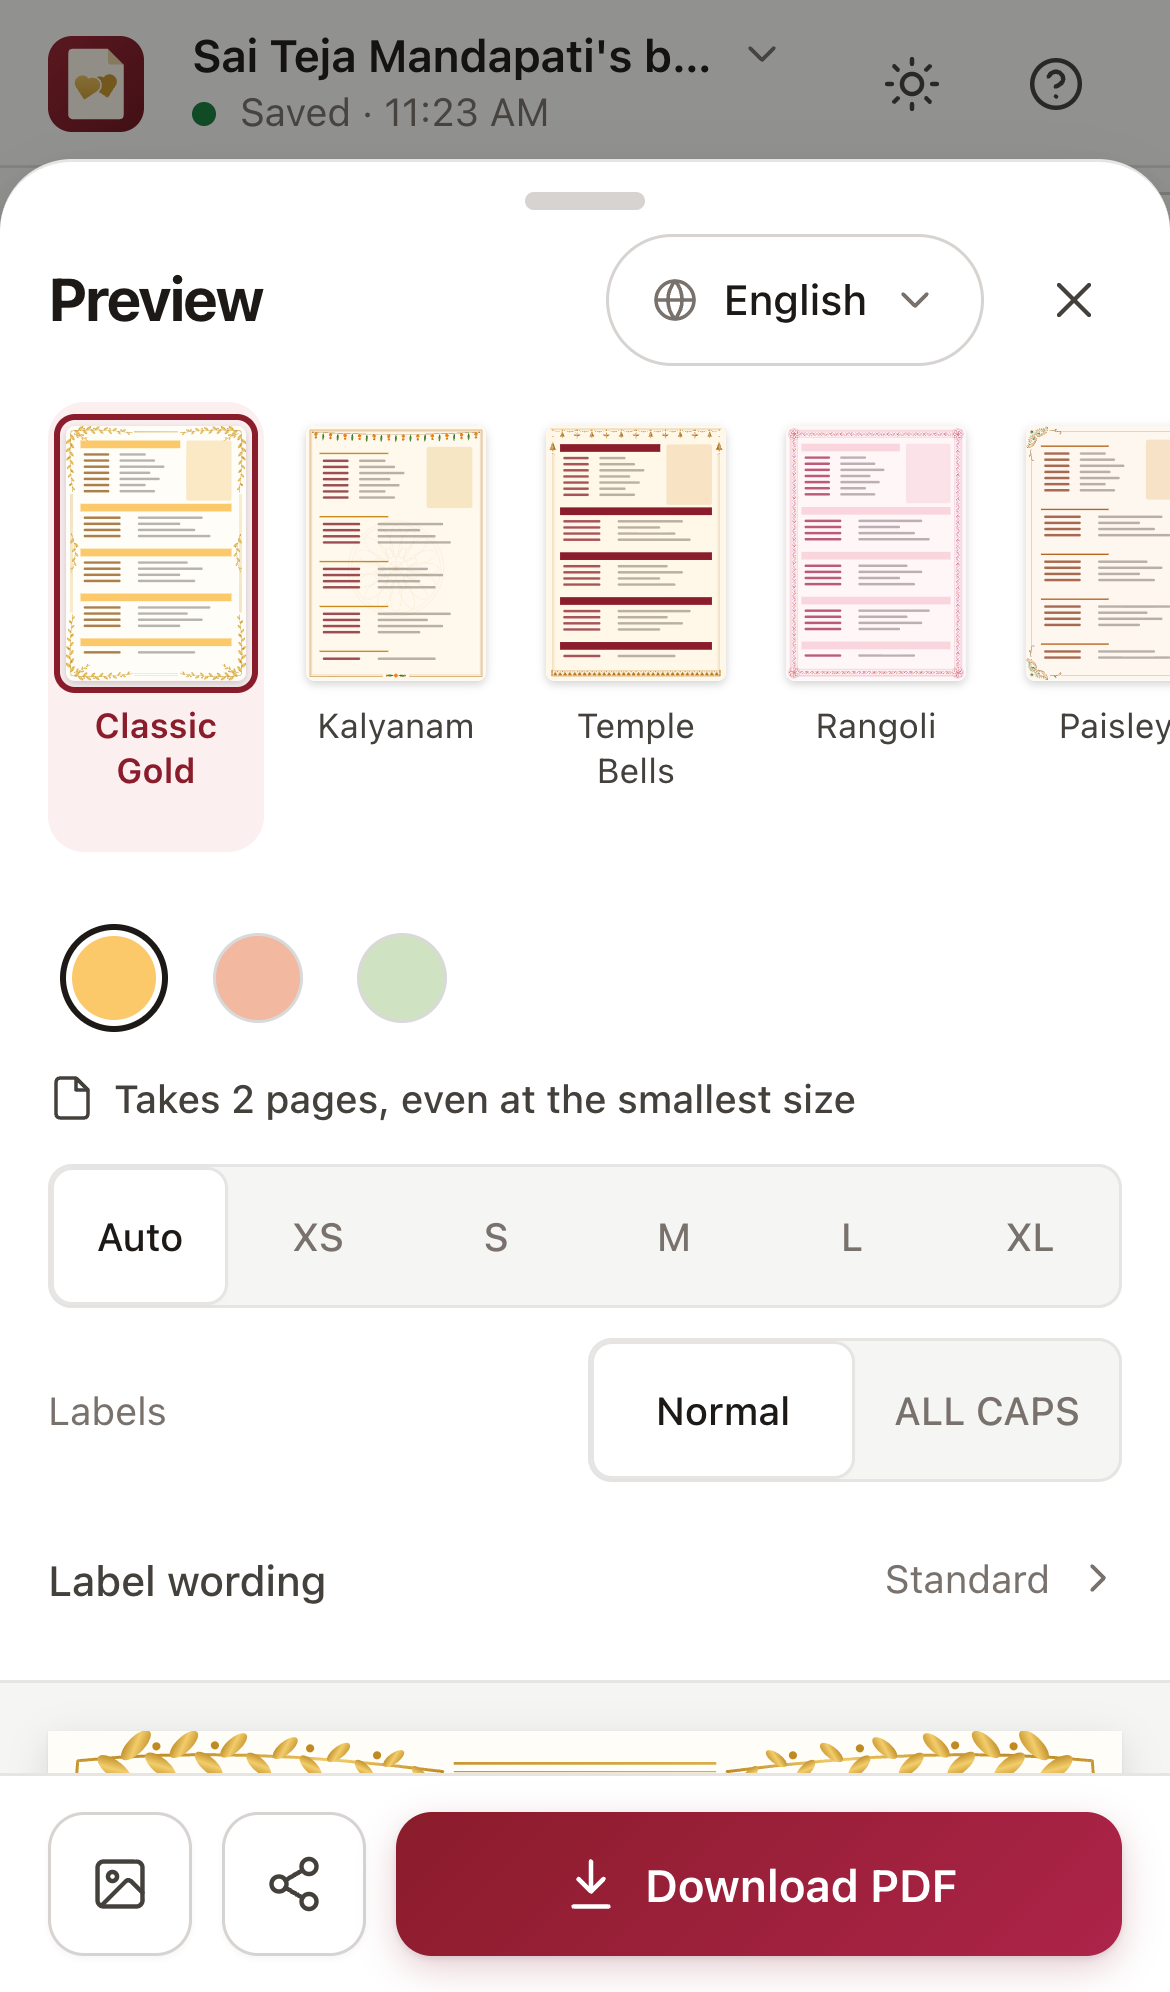 Sai Teja Mandapati's b...
Saved · 11:23 AM
Preview
English
Classic
Gold
Kalyanam
Temple
Bells
Rangoli
Paisley
Takes 2 pages, even at the smallest size
Auto XS S M L XL
Labels
Normal ALL CAPS
Label wording
Standard
Download PDF